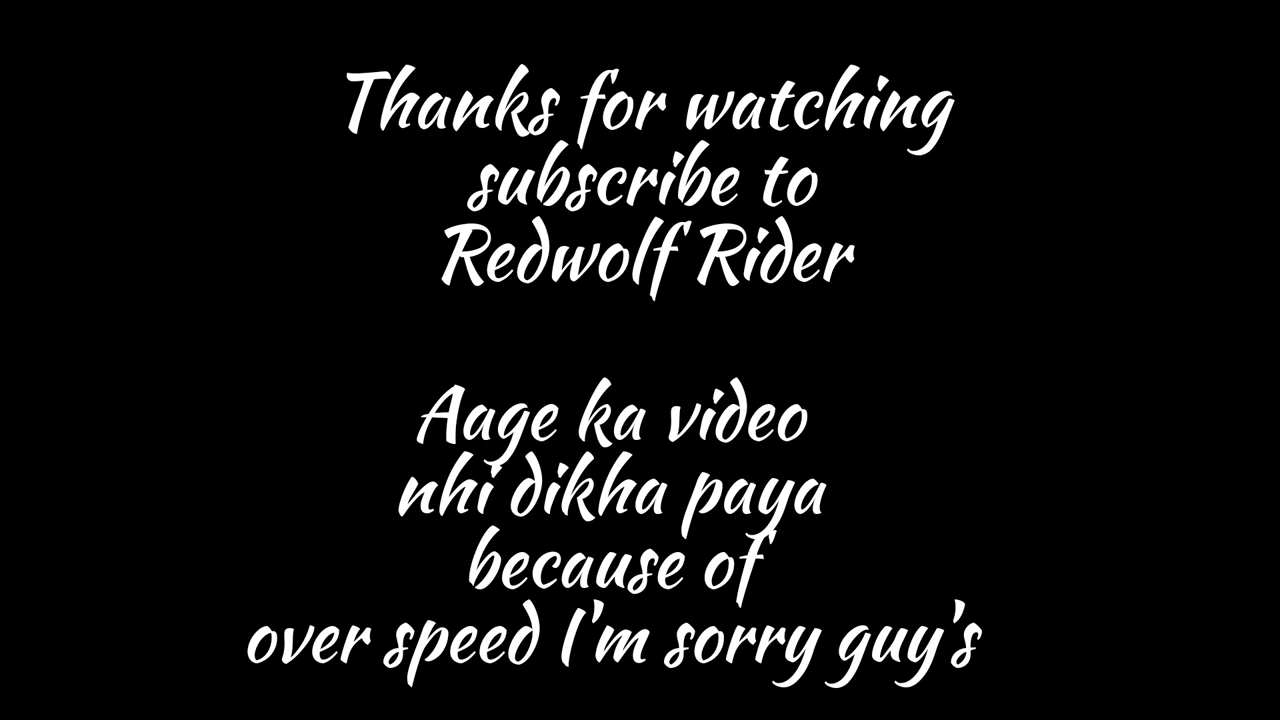 Thanks for watching
subscribe to
Redwolf Rider
Aage ka video
nhi dikha paya
because of
over speed I'm sorry guy's